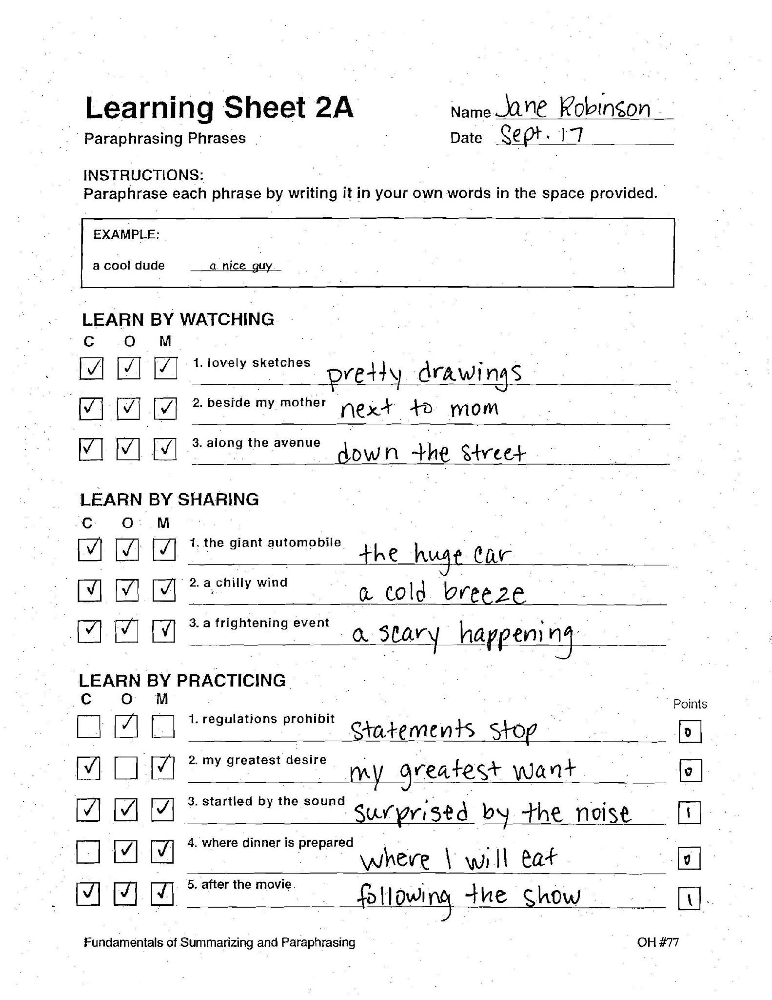 Learning Sheet 2A
Name Jane Robinson
Paraphrasing Phrases
Date Sept. 17
INSTRUCTIONS:
Paraphrase each phrase by writing it in your own words in the space provided.
EXAMPLE:
a cool dude a nice guy
LEARN BY WATCHING
C O M
✓ ✓ ✓ 1. lovely sketches pretty drawings
✓ ✓ ✓ 2. beside my mother next to mom
✓ ✓ ✓ 3. along the avenue down the street
LEARN BY SHARING
C O M
✓ ✓ ✓ 1. the giant automobile the huge car
✓ ✓ ✓ 2. a chilly wind a cold breeze
✓ ✓ ✓ 3. a frightening event a scary happening
LEARN BY PRACTICING
C O M Points
✓ 1. regulations prohibit statements stop 0
✓ ✓ 2. my greatest desire my greatest want 0
✓ ✓ ✓ 3. startled by the sound surprised by the noise 1
✓ ✓ 4. where dinner is prepared where I will eat 0
✓ ✓ ✓ 5. after the movie following the show 1
Fundamentals of Summarizing and Paraphrasing OH #77